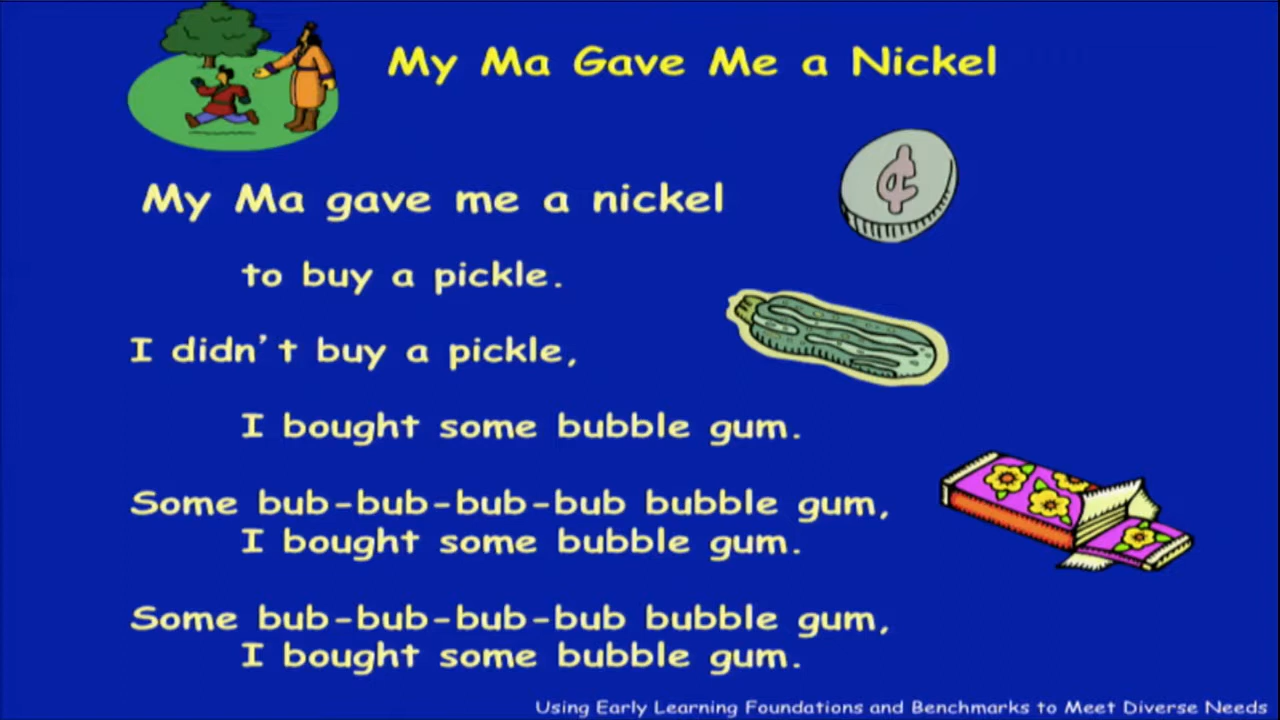 My Ma Gave Me a Nickel
¢
My Ma gave me a nickel
to buy a pickle.
I didn't buy a pickle,
I bought some bubble gum.
Some bub-bub-bub-bub bubble gum,
I bought some bubble gum.
Some bub-bub-bub-bub bubble gum,
I bought some bubble gum.
Using Early Learning Foundations and Benchmarks to Meet Diverse Needs